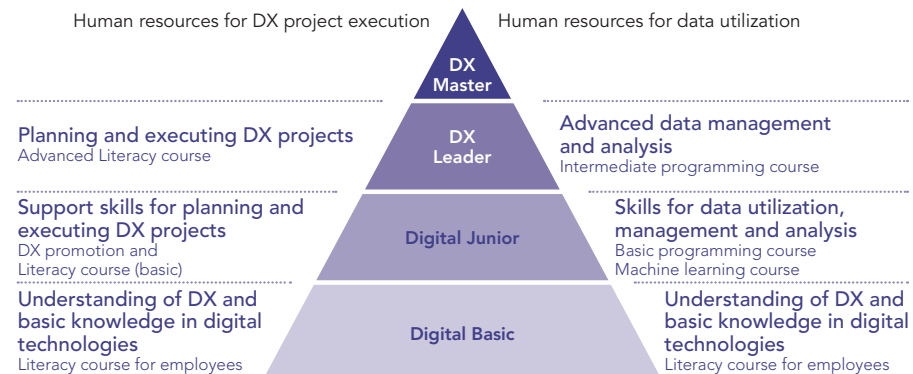 Human resources for DX project execution
Human resources for data utilization
DX
Master
Planning and executing DX projects
Advanced Literacy course
DX
Leader
Advanced data management
and analysis
Intermediate programming course
Support skills for planning and
executing DX projects
DX promotion and
Literacy course (basic)
Digital Junior
Skills for data utilization,
management and analysis
Basic programming course
Machine learning course
Understanding of DX and
basic knowledge in digital
technologies
Literacy course for employees
Digital Basic
Understanding of DX and
basic knowledge in digital
technologies
Literacy course for employees